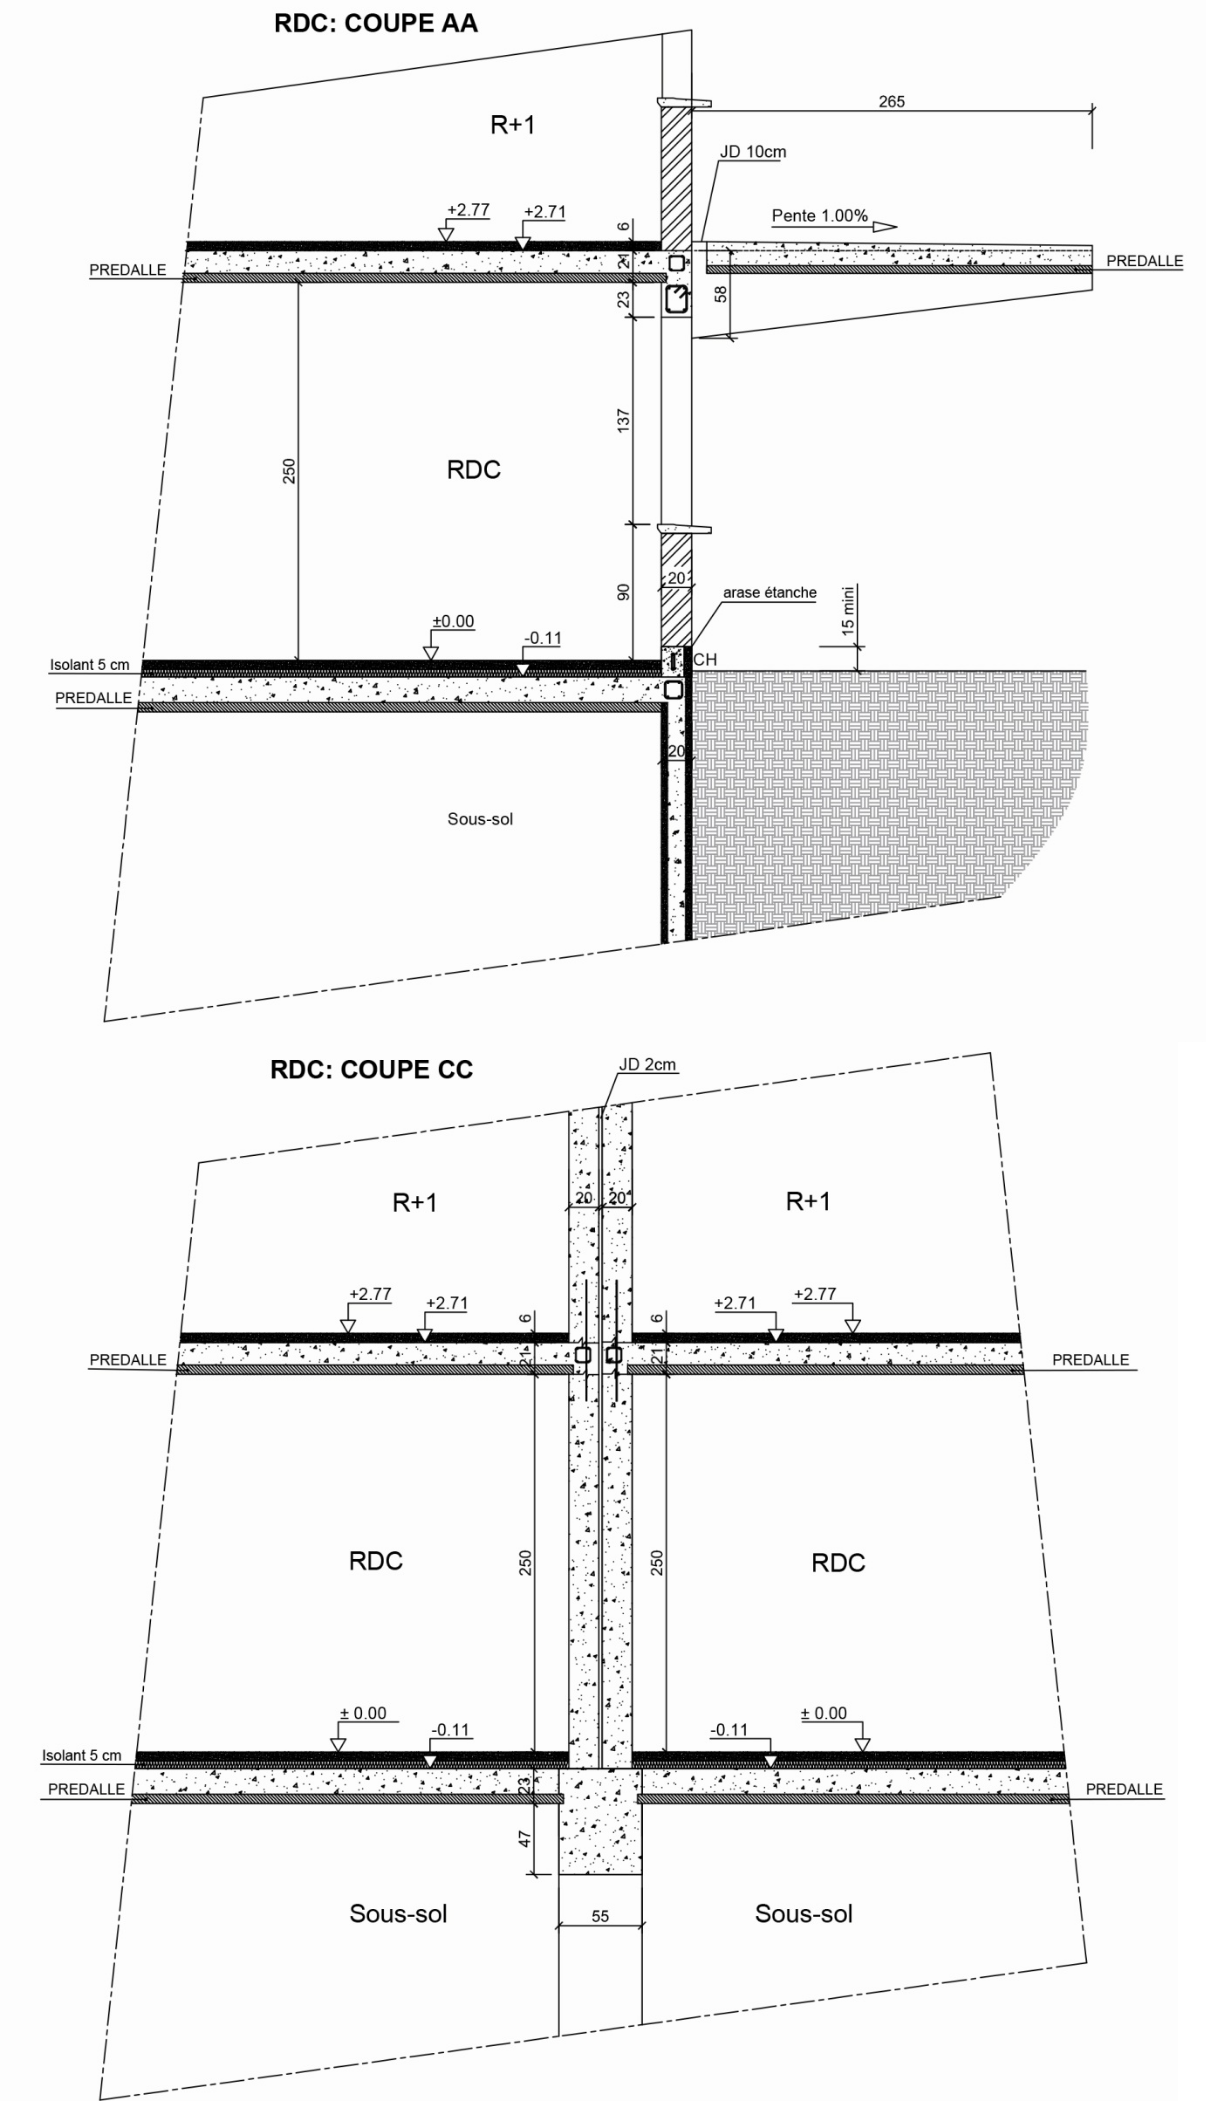 RDC: COUPE AA
265
R+1
JD 10cm
+2.77
+2.71
6
Pente 1.00%
PREDALLE
21
PREDALLE
23
58
137
250
RDC
20
90
arase étanche
15 mini
±0.00
-0.11
CH
Isolant 5 cm
PREDALLE
20
Sous-sol
RDC: COUPE CC
JD 2cm
R+1
20
20
R+1
+2.77
+2.71
6
6
+2.71
+2.77
PREDALLE
21
21
PREDALLE
RDC
250
250
RDC
± 0.00
-0.11
-0.11
± 0.00
Isolant 5 cm
PREDALLE
23
PREDALLE
47
Sous-sol
55
Sous-sol